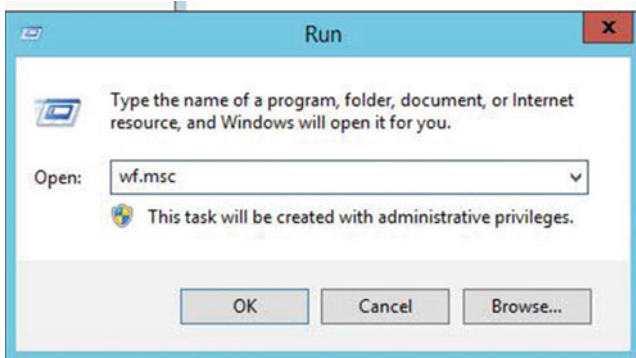 Run
x
Type the name of a program, folder, document, or Internet
resource, and Windows will open it for you.
Open:
wf.msc
This task will be created with administrative privileges.
OK
Cancel
Browse...